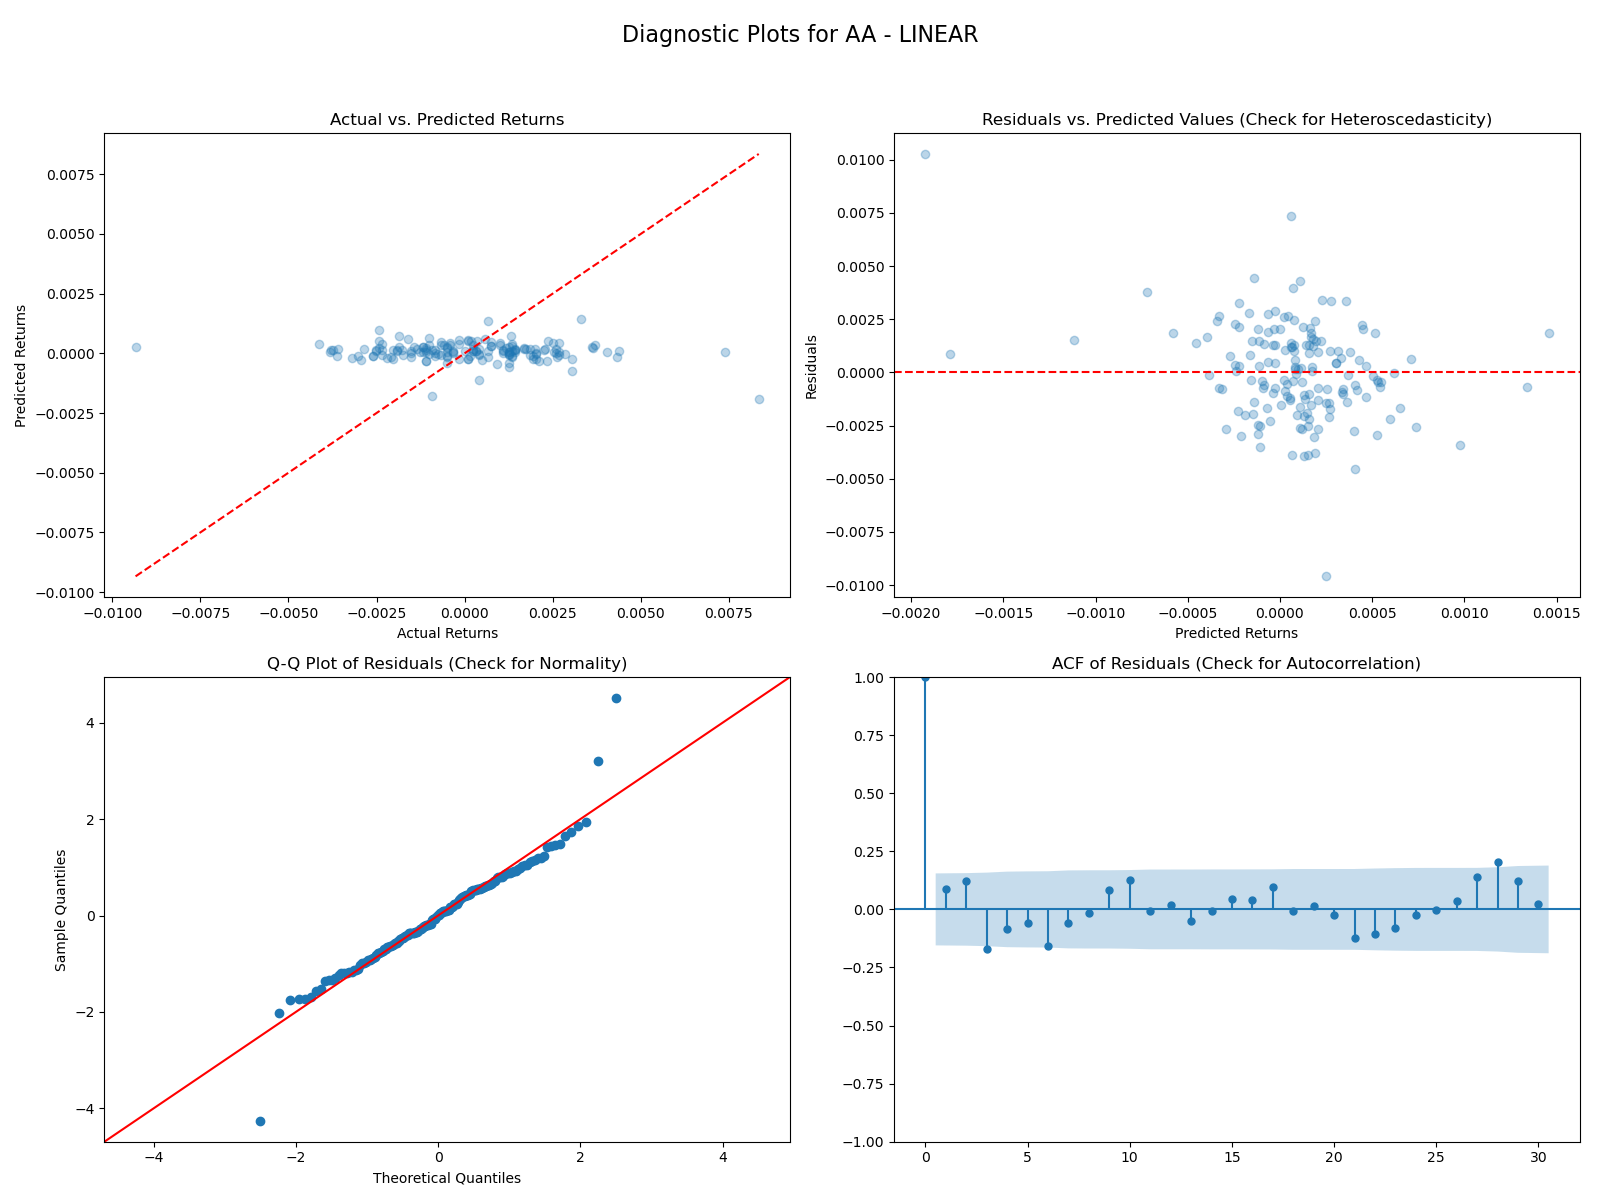 Diagnostic Plots for AA - LINEAR
Actual vs. Predicted Returns
Predicted Returns
0.0075
0.0050
0.0025
0.0000
−0.0025
−0.0050
−0.0075
−0.0100
−0.0100 −0.0075 −0.0050 −0.0025 0.0000 0.0025 0.0050 0.0075
Actual Returns
Residuals vs. Predicted Values (Check for Heteroscedasticity)
Residuals
0.0100
0.0075
0.0050
0.0025
0.0000
−0.0025
−0.0050
−0.0075
−0.0100
−0.0020 −0.0015 −0.0010 −0.0005 0.0000 0.0005 0.0010 0.0015
Predicted Returns
Q-Q Plot of Residuals (Check for Normality)
Sample Quantiles
4
2
0
−2
−4
−4 −2 0 2 4
Theoretical Quantiles
ACF of Residuals (Check for Autocorrelation)
1.00
0.75
0.50
0.25
0.00
−0.25
−0.50
−0.75
−1.00
0 5 10 15 20 25 30